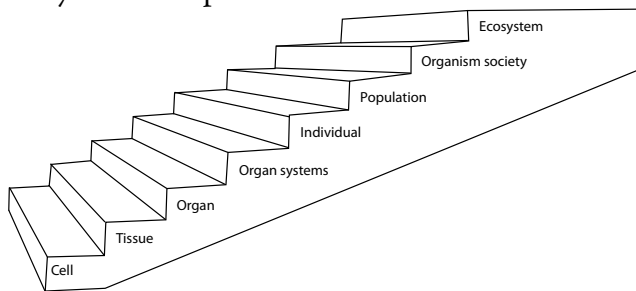 Ecosystem
Organism society
Population
Individual
Organ systems
Organ
Tissue
Cell